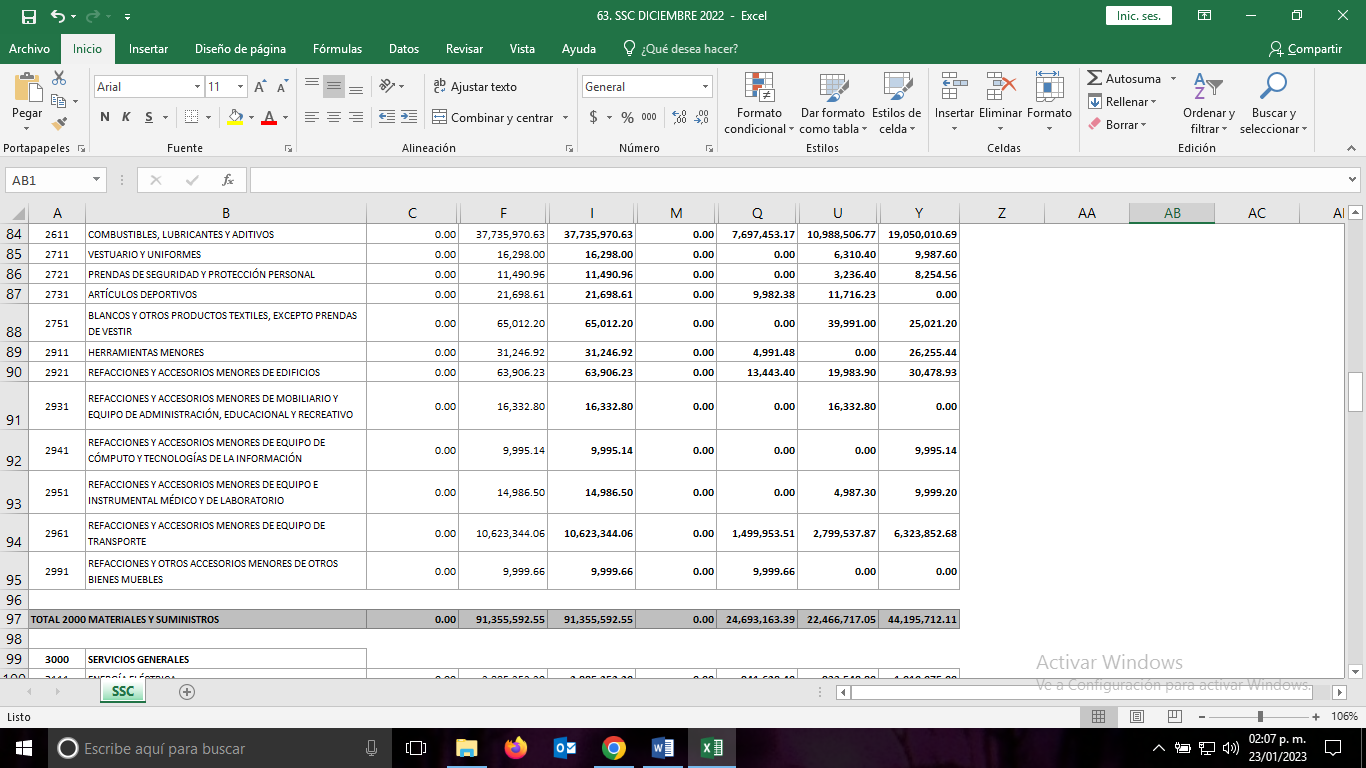 63. SSC DICIEMBRE 2022 - Excel
Inic. ses.
Archivo Inicio Insertar Diseño de página Fórmulas Datos Revisar Vista Ayuda ¿Qué desea hacer? Compartir
Pegar
Portapapeles
Arial 11
N K S
Fuente
Ajustar texto
Combinar y centrar
Alineación
General
$ % 000
Número
Formato condicional
Dar formato como tabla
Estilos de celda
Estilos
Insertar Eliminar Formato
Celdas
Autosuma
Rellenar
Borrar
Ordenar y filtrar
Buscar y seleccionar
Edición
AB1 fx
A B C F I M Q U Y Z AA AB AC
84 2611 COMBUSTIBLES, LUBRICANTES Y ADITIVOS 0.00 37,735,970.63 37,735,970.63 0.00 7,697,453.17 10,988,506.77 19,050,010.69
85 2711 VESTUARIO Y UNIFORMES 0.00 16,298.00 16,298.00 0.00 0.00 6,310.40 9,987.60
86 2721 PRENDAS DE SEGURIDAD Y PROTECCIÓN PERSONAL 0.00 11,490.96 11,490.96 0.00 0.00 3,236.40 8,254.56
87 2731 ARTÍCULOS DEPORTIVOS 0.00 21,698.61 21,698.61 0.00 9,982.38 11,716.23 0.00
88 2751 BLANCOS Y OTROS PRODUCTOS TEXTILES, EXCEPTO PRENDAS
DE VESTIR 0.00 65,012.20 65,012.20 0.00 0.00 39,991.00 25,021.20
89 2911 HERRAMIENTAS MENORES 0.00 31,246.92 31,246.92 0.00 4,991.48 0.00 26,255.44
90 2921 REFACCIONES Y ACCESORIOS MENORES DE EDIFICIOS 0.00 63,906.23 63,906.23 0.00 13,443.40 19,983.90 30,478.93
91 2931 REFACCIONES Y ACCESORIOS MENORES DE MOBILIARIO Y
EQUIPO DE ADMINISTRACIÓN, EDUCACIONAL Y RECREATIVO 0.00 16,332.80 16,332.80 0.00 0.00 16,332.80 0.00
92 2941 REFACCIONES Y ACCESORIOS MENORES DE EQUIPO DE
CÓMPUTO Y TECNOLOGÍAS DE LA INFORMACIÓN 0.00 9,995.14 9,995.14 0.00 0.00 0.00 9,995.14
93 2951 REFACCIONES Y ACCESORIOS MENORES DE EQUIPO E
INSTRUMENTAL MÉDICO Y DE LABORATORIO 0.00 14,986.50 14,986.50 0.00 0.00 4,987.30 9,999.20
94 2961 REFACCIONES Y ACCESORIOS MENORES DE EQUIPO DE
TRANSPORTE 0.00 10,623,344.06 10,623,344.06 0.00 1,499,953.51 2,799,537.87 6,323,852.68
95 2991 REFACCIONES Y OTROS ACCESORIOS MENORES DE OTROS
BIENES MUEBLES 0.00 9,999.66 9,999.66 0.00 9,999.66 0.00 0.00
96
97 TOTAL 2000 MATERIALES Y SUMINISTROS 0.00 91,355,592.55 91,355,592.55 0.00 24,693,163.39 22,466,717.05 44,195,712.11
98
99 3000 SERVICIOS GENERALES
Activar Windows
Ve a Configuración para activar Windows.
SSC
Listo 106%
Escribe aquí para buscar
02:07 p. m.
23/01/2023